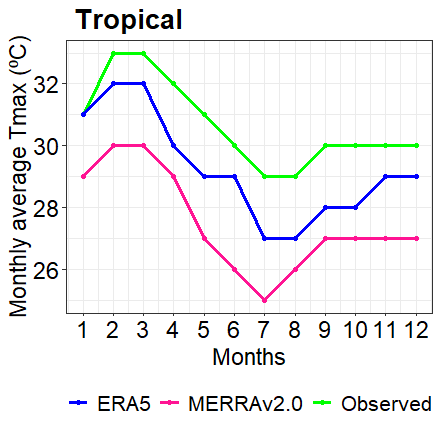 Tropical
Monthly average Tmax (ºC)
32
30
28
26
1 2 3 4 5 6 7 8 9 10 11 12
Months
ERA5 MERRAv2.0 Observed